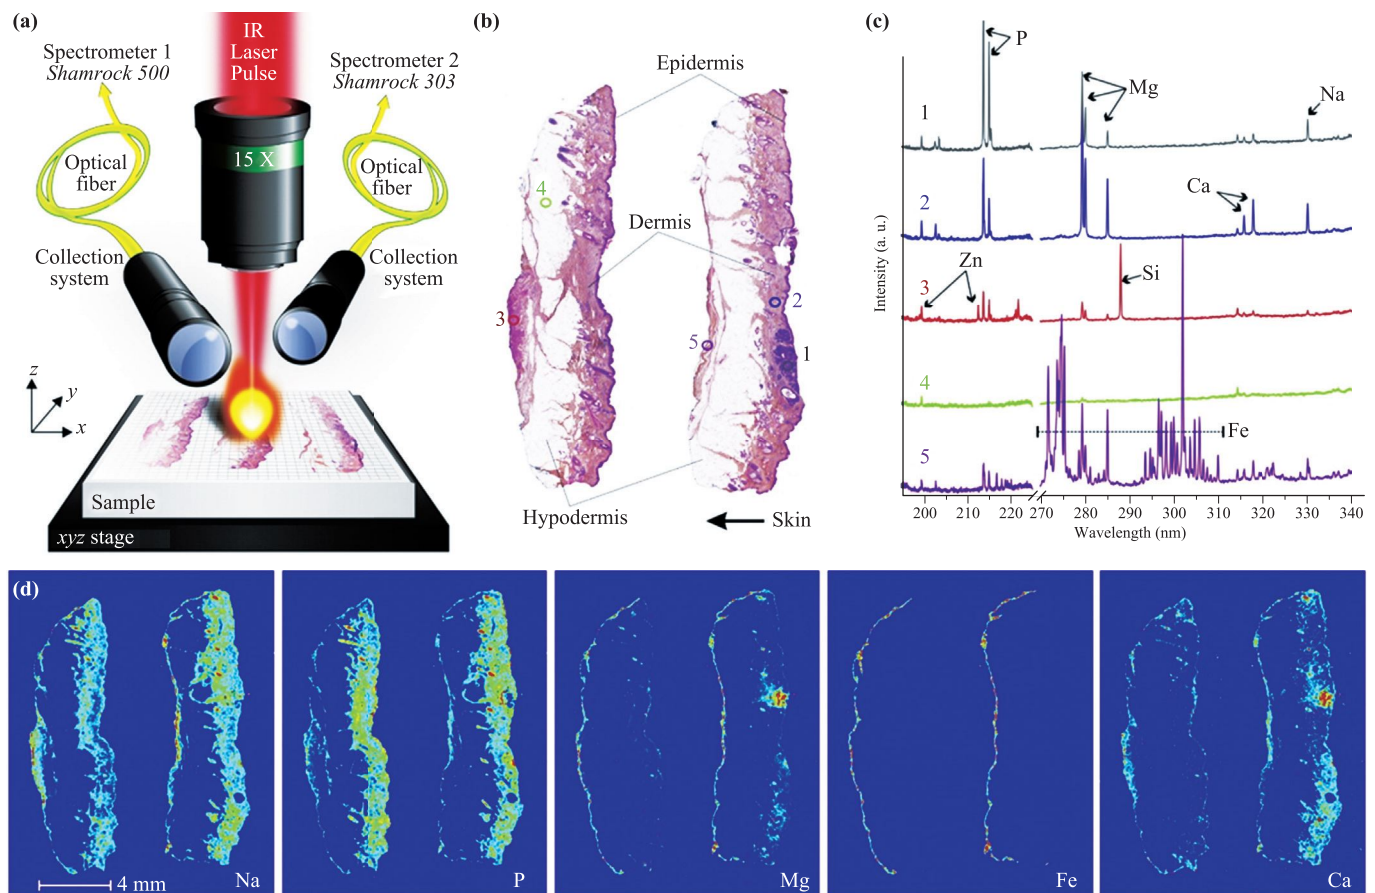 (a)
IR
Laser
Pulse
Spectrometer 1
Shamrock 500
Spectrometer 2
Shamrock 303
15 X
Optical
fiber
Optical
fiber
Collection
system
Collection
system
z
y
x
Sample
xyz stage
(b)
Epidermis
4
Dermis
3
2
5
1
Hypodermis
Skin
(c)
P
Mg
Na
1
Ca
2
Zn
Si
3
4
Fe
5
Intensity (a. u.)
200 210 220 270 280 290 300 310 320 330 340
Wavelength (nm)
(d)
4 mm
Na
P
Mg
Fe
Ca